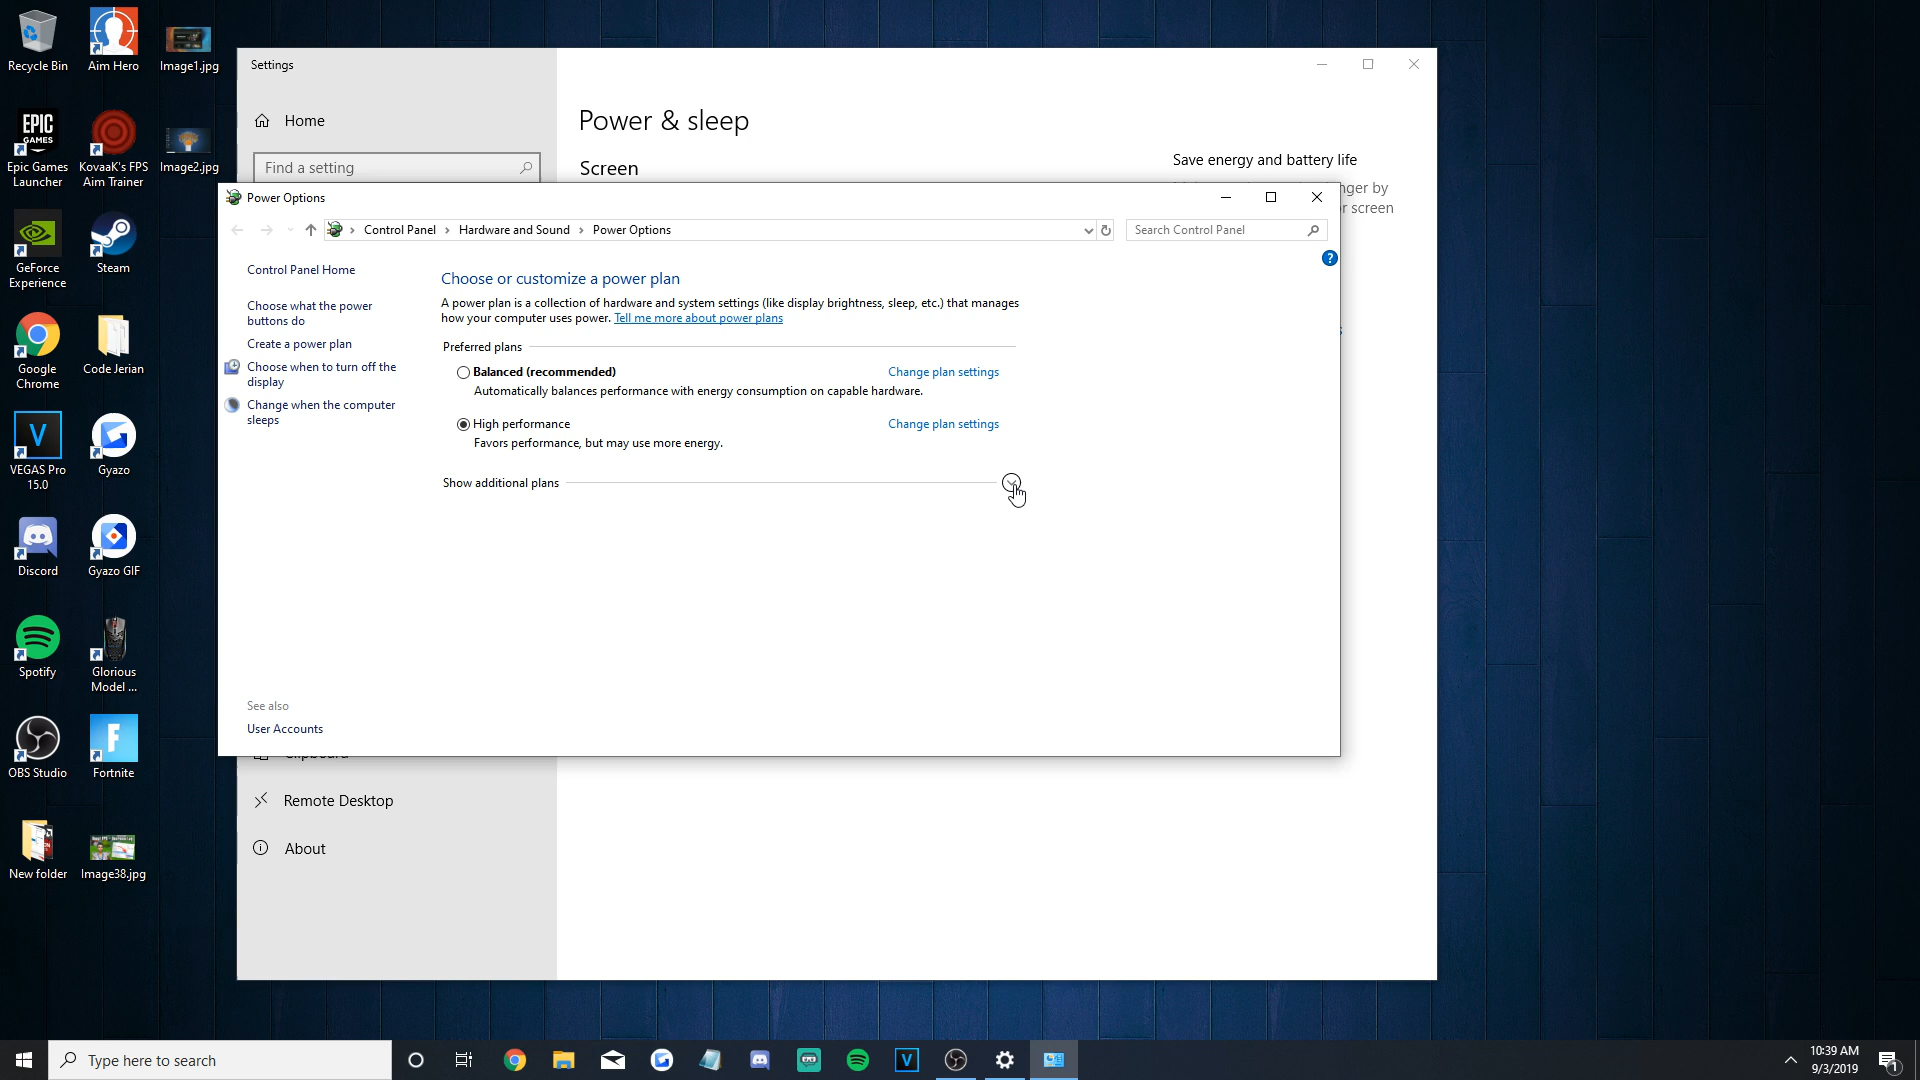 Recycle Bin
Aim Hero
Image1.jpg
Epic Games
Launcher
KovaaK's FPS
Aim Trainer
Image2.jpg
GeForce
Experience
Steam
Google
Chrome
Code Jerian
VEGAS Pro
15.0
Gyazo
Discord
Gyazo GIF
Spotify
Glorious
Model ...
OBS Studio
Fortnite
New folder
Image38.jpg
EPIC
GAMES
V
F
Settings
Home
Find a setting
Power & sleep
Screen
Save energy and battery life
nger by
r screen
Power Options
Control Panel › Hardware and Sound › Power Options
Search Control Panel
?
Control Panel Home
Choose what the power
buttons do
Create a power plan
Choose when to turn off the
display
Change when the computer
sleeps
Choose or customize a power plan
A power plan is a collection of hardware and system settings (like display brightness, sleep, etc.) that manages
how your computer uses power. Tell me more about power plans
Preferred plans
Balanced (recommended) Change plan settings
Automatically balances performance with energy consumption on capable hardware.
High performance Change plan settings
Favors performance, but may use more energy.
Show additional plans
See also
User Accounts
Clipboard
Remote Desktop
About
Type here to search
V
10:39 AM
9/3/2019
1